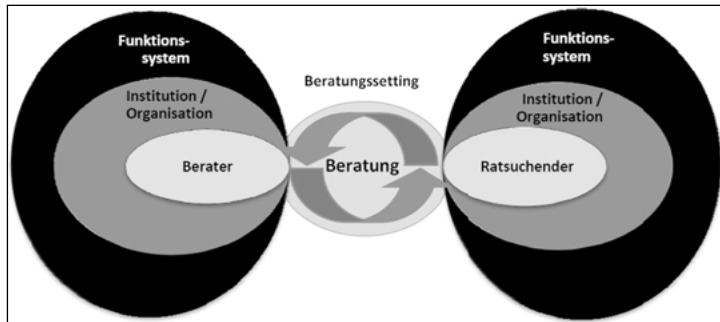 Funktions-
system
Institution /
Organisation
Berater
Beratungssetting
Beratung
Funktions-
system
Institution /
Organisation
Ratsuchender